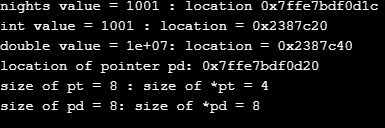 nights value = 1001 : location 0x7ffe7bdf0d1c
int value = 1001 : location = 0x2387c20
double value = 1e+07: location = 0x2387c40
location of pointer pd: 0x7ffe7bdf0d20
size of pt = 8 : size of *pt = 4
size of pd = 8: size of *pd = 8